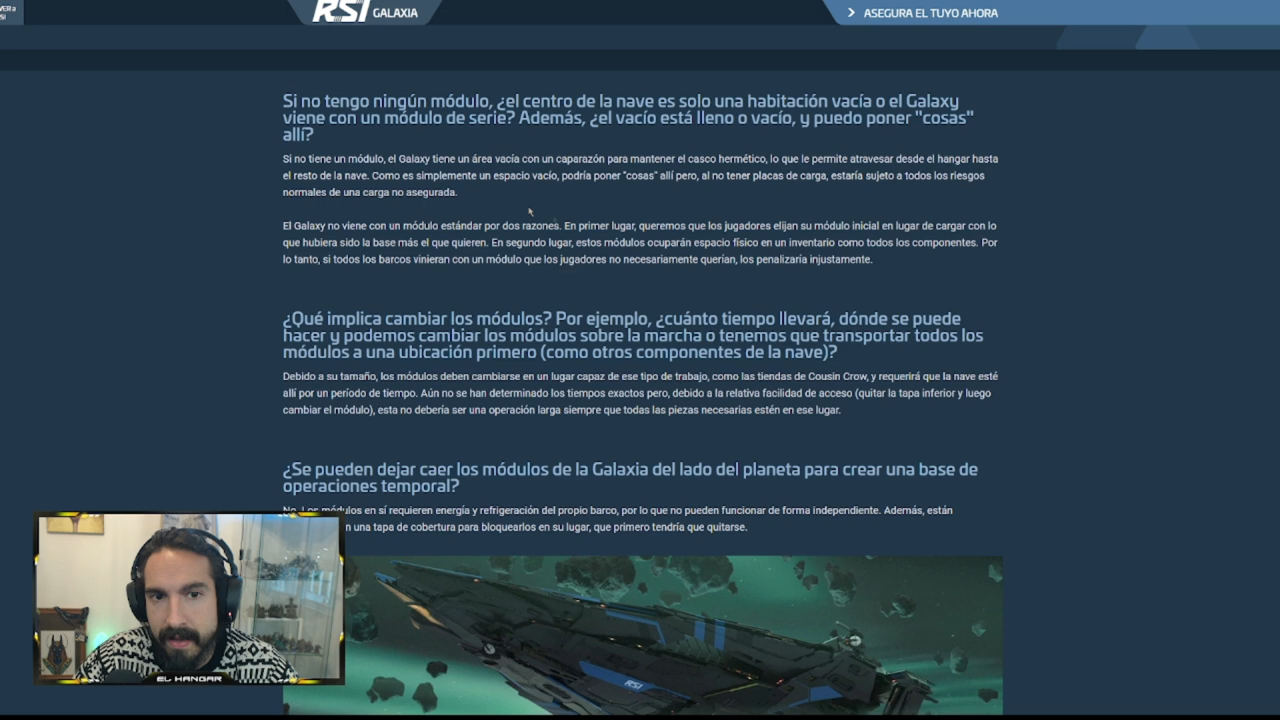 VER a
RSI GALAXIA
ASEGURA EL TUYO AHORA
Si no tengo ningún módulo, ¿el centro de la nave es solo una habitación vacía o el Galaxy
viene con un módulo de serie? Además, ¿el vacío está lleno o vacío, y puedo poner "cosas"
allí?
Si no tiene un módulo, el Galaxy tiene un área vacía con un caparazón para mantener el casco hermético, lo que le permite atravesar desde el hangar hasta
el resto de la nave. Como es simplemente un espacio vacío, podría poner "cosas" allí pero, al no tener placas de carga, estaría sujeto a todos los riesgos
normales de una carga no asegurada.
El Galaxy no viene con un módulo estándar por dos razones. En primer lugar, queremos que los jugadores elijan su módulo inicial en lugar de cargar con lo
que hubiera sido la base más el que quieren. En segundo lugar, estos módulos ocuparán espacio físico en un inventario como todos los componentes. Por
lo tanto, si todos los barcos vinieran con un módulo que los jugadores no necesariamente querían, los penalizaría injustamente.
¿Qué implica cambiar los módulos? Por ejemplo, ¿cuánto tiempo llevará, dónde se puede
hacer y podemos cambiar los módulos sobre la marcha o tenemos que transportar todos los
módulos a una ubicación primero (como otros componentes de la nave)?
Debido a su tamaño, los módulos deben cambiarse en un lugar capaz de ese tipo de trabajo, como las tiendas de Cousin Crow, y requerirá que la nave esté
allí por un período de tiempo. Aún no se han determinado los tiempos exactos pero, debido a la relativa facilidad de acceso (quitar la tapa inferior y luego
cambiar el módulo), esta no debería ser una operación larga siempre que todas las piezas necesarias estén en ese lugar.
¿Se pueden dejar caer los módulos de la Galaxia del lado del planeta para crear una base de
operaciones temporal?
No. Los módulos en sí requieren energía y refrigeración del propio barco, por lo que no pueden funcionar de forma independiente. Además, están
una tapa de cobertura para bloquearlos en su lugar, que primero tendría que quitarse.
RSI
EL HANGAR